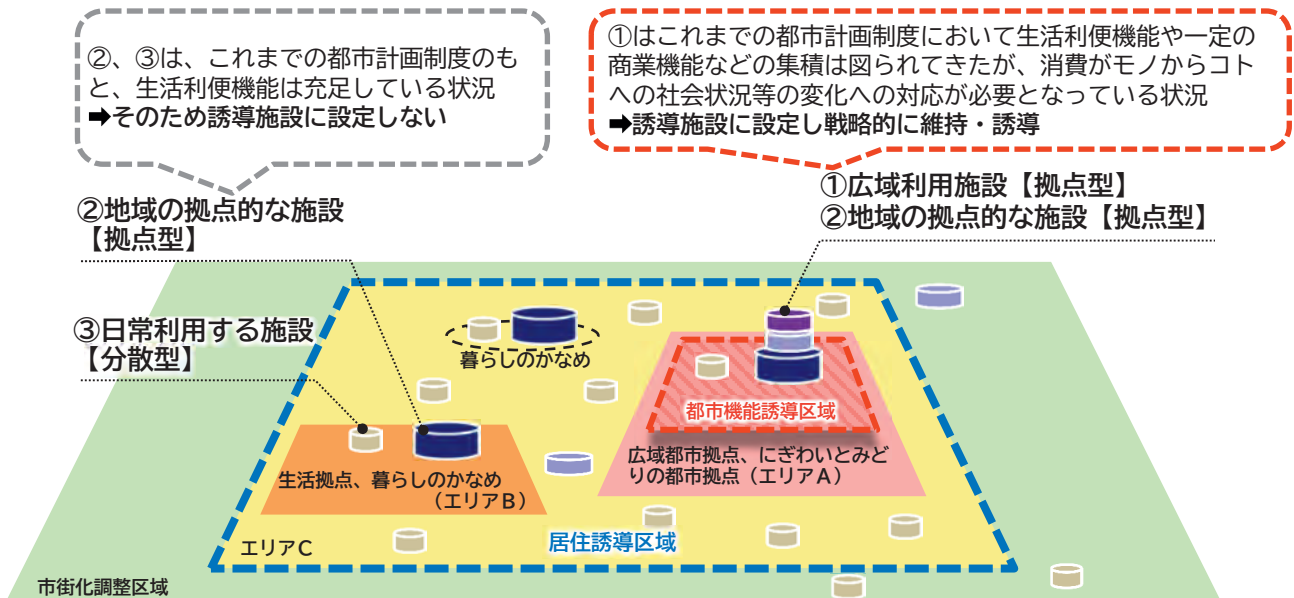 ②、③は、これまでの都市計画制度のも
と、生活利便機能は充足している状況
➡そのため誘導施設に設定しない
①はこれまでの都市計画制度において生活利便機能や一定の
商業機能などの集積は図られてきたが、消費がモノからコト
への社会状況等の変化への対応が必要となっている状況
➡誘導施設に設定し戦略的に維持・誘導
①広域利用施設【拠点型】
②地域の拠点的な施設【拠点型】
②地域の拠点的な施設
【拠点型】
③日常利用する施設
【分散型】
暮らしのかなめ
都市機能誘導区域
広域都市拠点、にぎわいとみど
りの都市拠点（エリアA）
生活拠点、暮らしのかなめ
（エリアB）
エリアC
居住誘導区域
市街化調整区域